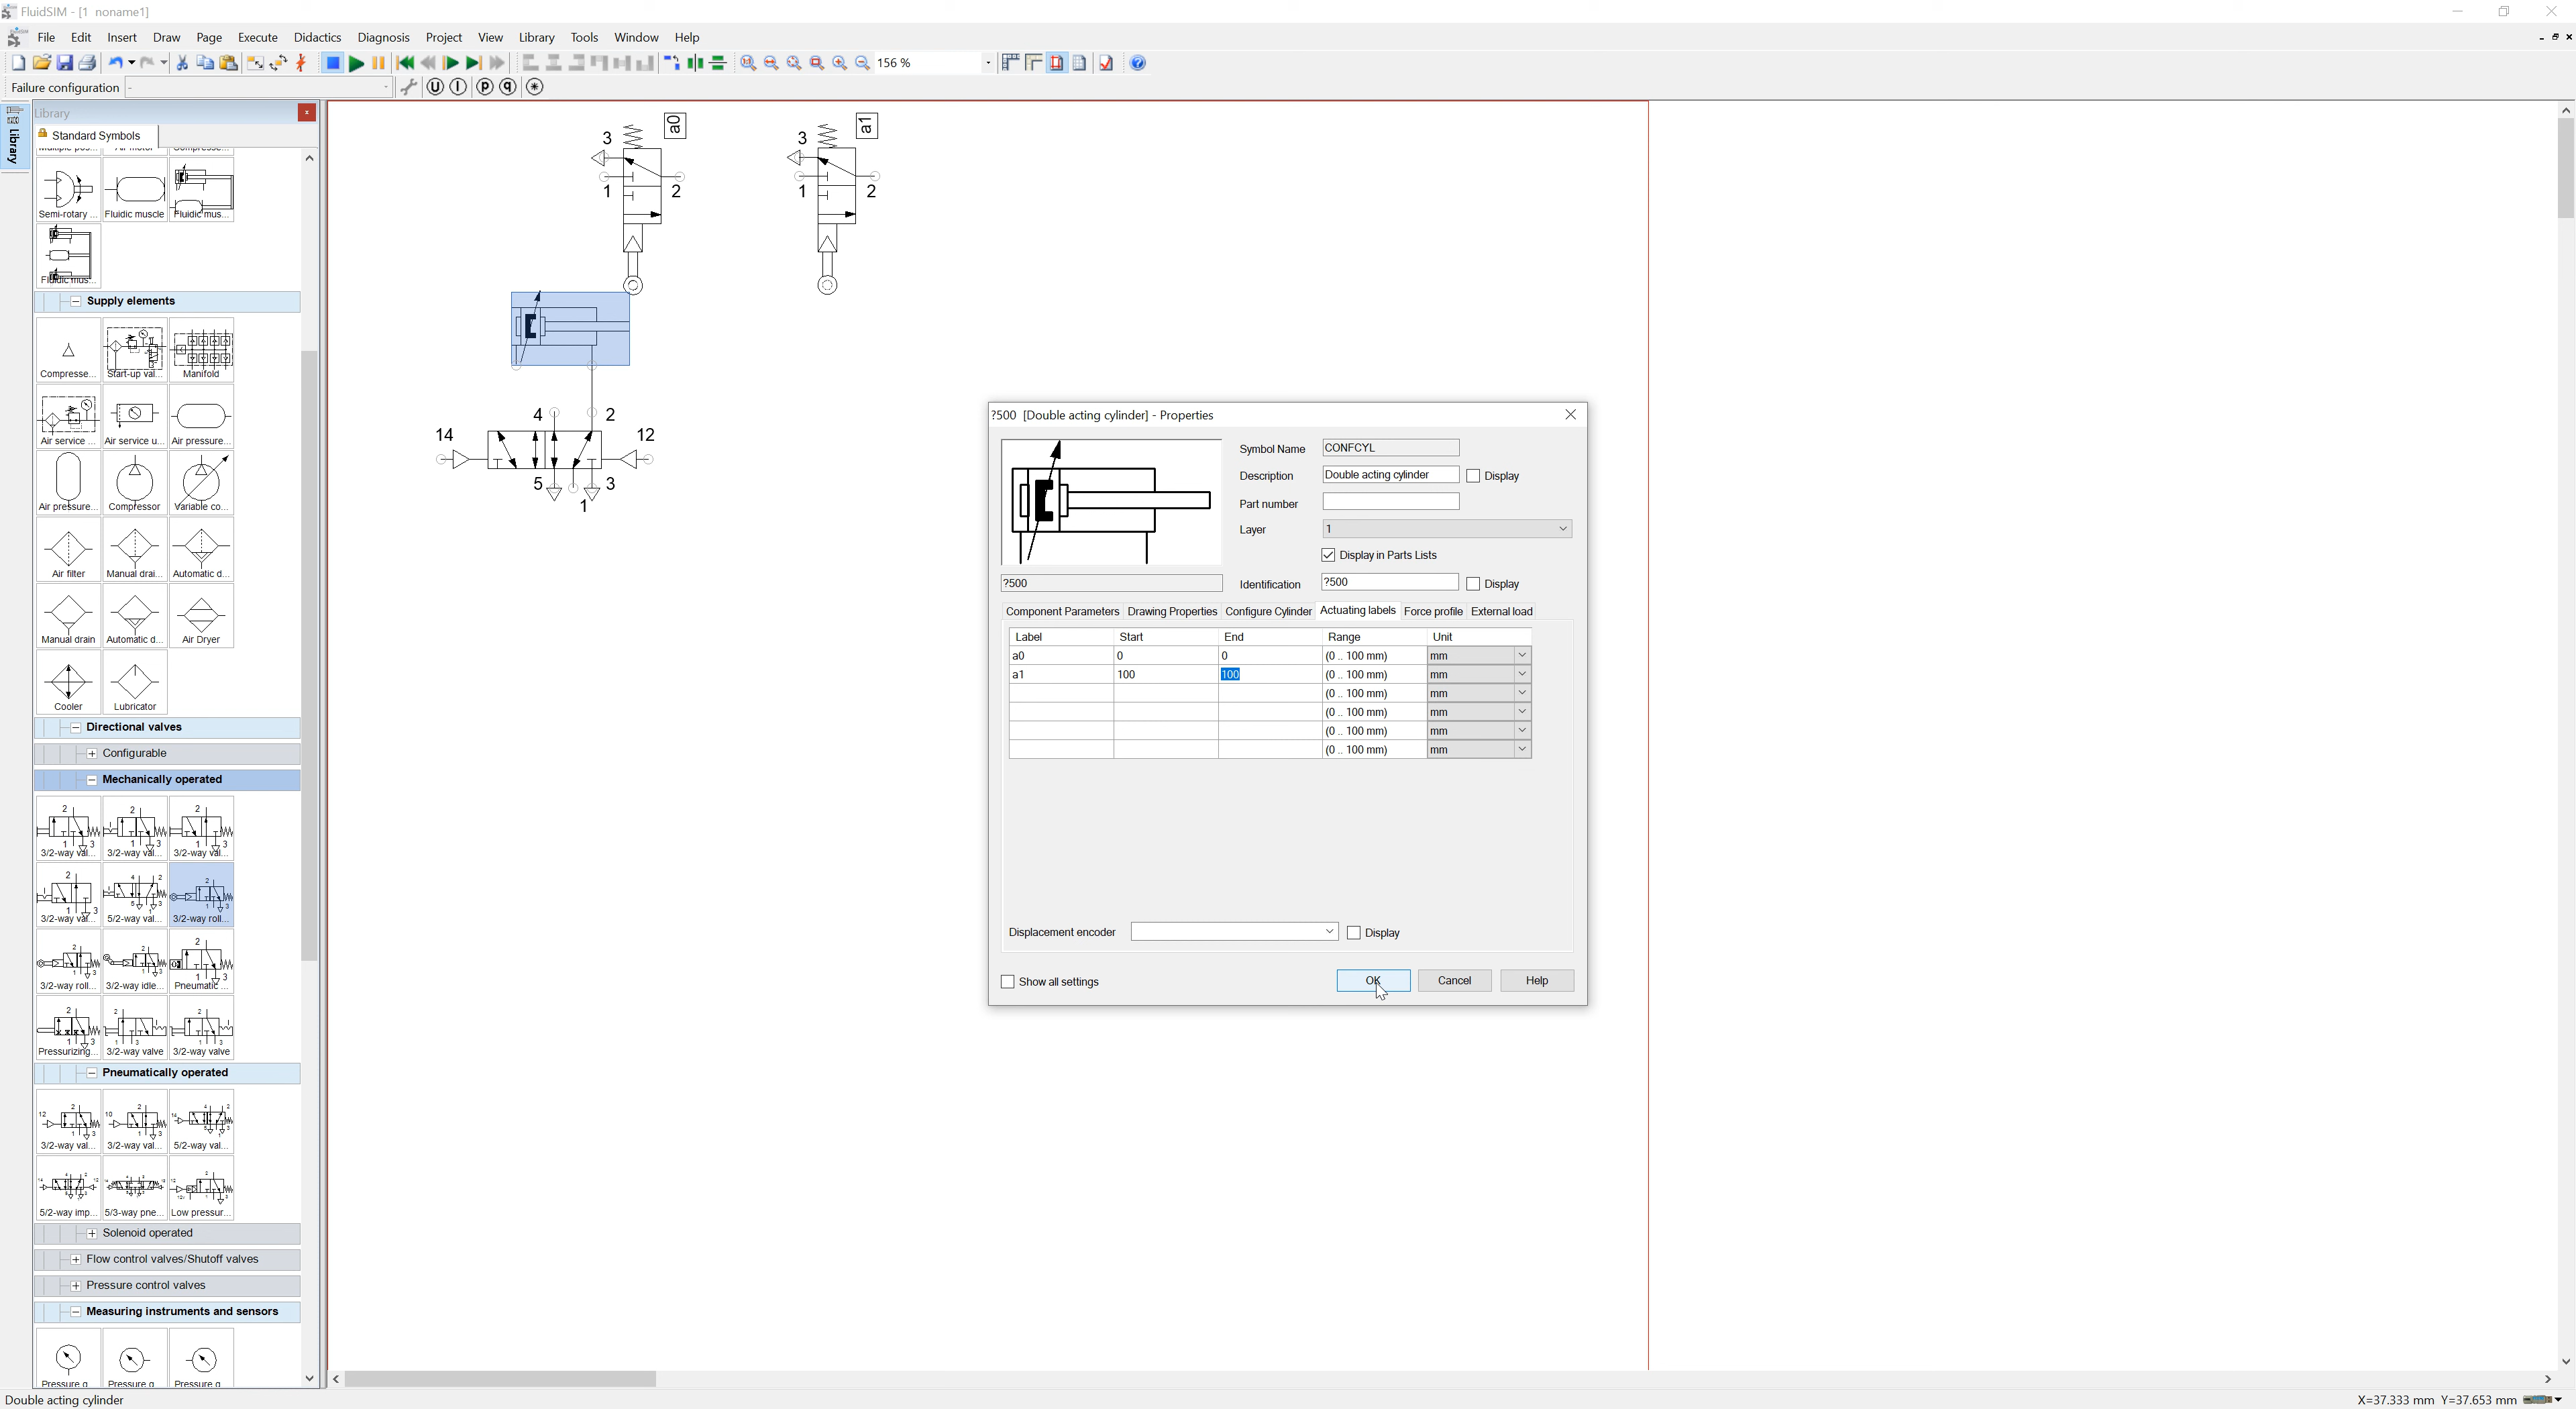 FluidSIM - [1 noname1]
File Edit Insert Draw Page Execute Didactics Diagnosis Project View Library Tools Window Help
156 %
Failure configuration -
Library
Library
Standard Symbols
Semi-rotary ... Fluidic muscle Fluidic mus...
Fluidic mus...
Supply elements
Compresse... Start-up val... Manifold
Air service ... Air service u... Air pressure...
Air pressure... Compressor Variable co...
Air filter Manual drai... Automatic d...
Manual drain Automatic d... Air Dryer
Cooler Lubricator
Directional valves
Configurable
Mechanically operated
3/2-way val... 3/2-way val... 3/2-way val...
3/2-way val... 5/2-way val... 3/2-way roll...
3/2-way roll... 3/2-way idle... Pneumatic ...
Pressurizing... 3/2-way valve 3/2-way valve
Pneumatically operated
3/2-way val... 3/2-way val... 5/2-way val...
5/2-way imp... 5/3-way pne... Low pressur...
Solenoid operated
Flow control valves/Shutoff valves
Pressure control valves
Measuring instruments and sensors
Pressure g Pressure g Pressure g
a0 a1
3 3
1 2 1 2
4 2
14 12
5 3
1
?500 [Double acting cylinder] - Properties
Symbol Name CONFCYL
Description Double acting cylinder Display
Part number
Layer 1
Display in Parts Lists
?500 Identification ?500 Display
Component Parameters Drawing Properties Configure Cylinder Actuating labels Force profile External load
Label Start End Range Unit
a0 0 0 (0 .. 100 mm) mm
a1 100 100 (0 .. 100 mm) mm
(0 .. 100 mm) mm
(0 .. 100 mm) mm
(0 .. 100 mm) mm
(0 .. 100 mm) mm
Displacement encoder Display
Show all settings OK Cancel Help
Double acting cylinder X=37.333 mm Y=37.653 mm